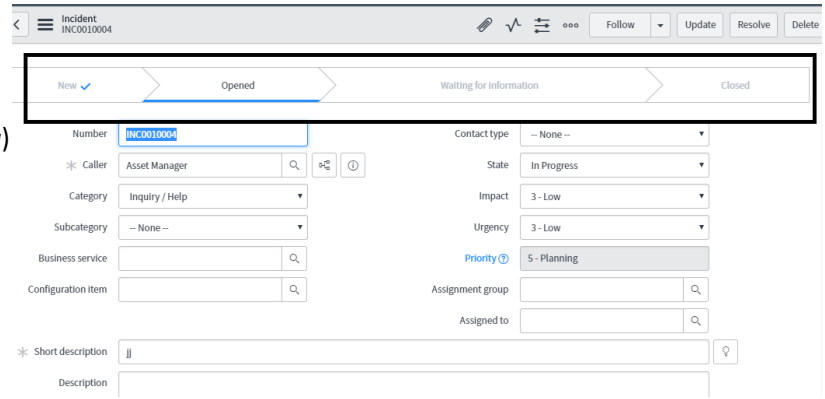 Incident
INC0010004
Follow Update Resolve Delete
New Opened Waiting for Information Closed
)
Number INC0010004 Contact type -- None --
Caller Asset Manager State In Progress
Category Inquiry / Help Impact 3 - Low
Subcategory -- None -- Urgency 3 - Low
Business service Priority 5 - Planning
Configuration item Assignment group
Assigned to
Short description jj
Description